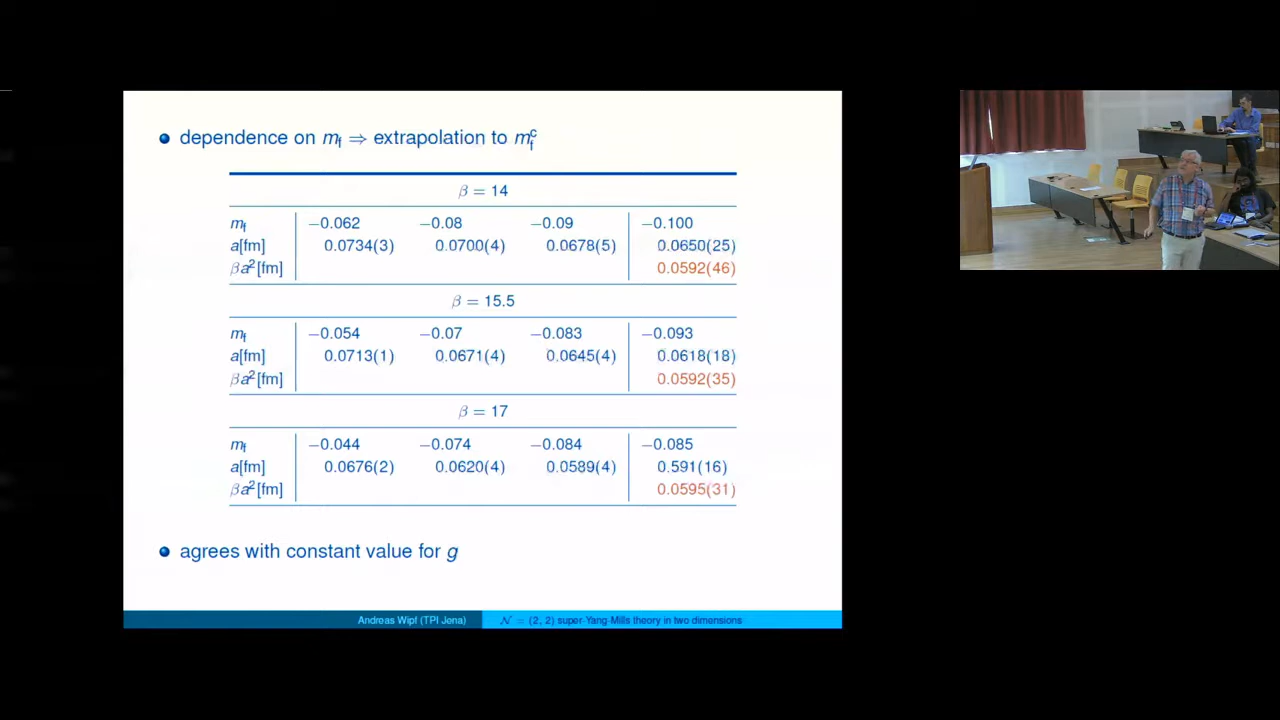 dependence on m_f ⇒ extrapolation to m_f^c
β = 14
m_f −0.062 −0.08 −0.09 −0.100
a[fm] 0.0734(3) 0.0700(4) 0.0678(5) 0.0650(25)
βa²[fm] 0.0592(46)
β = 15.5
m_f −0.054 −0.07 −0.083 −0.093
a[fm] 0.0713(1) 0.0671(4) 0.0645(4) 0.0618(18)
βa²[fm] 0.0592(35)
β = 17
m_f −0.044 −0.074 −0.084 −0.085
a[fm] 0.0676(2) 0.0620(4) 0.0589(4) 0.591(16)
βa²[fm] 0.0595(31)
agrees with constant value for g
Andreas Wipf (TPI Jena) 𝒩 = (2, 2) super-Yang-Mills theory in two dimensions